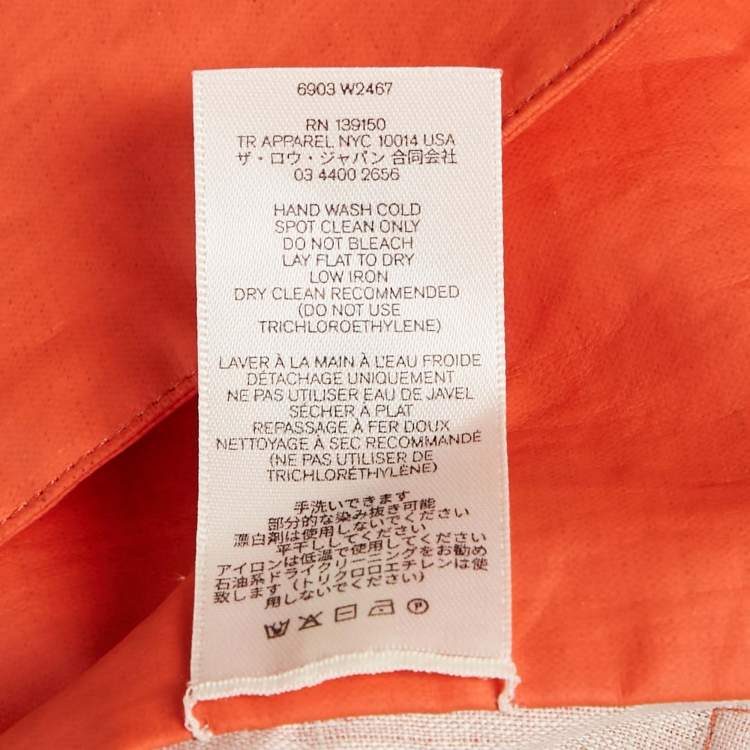 6903 W2467
RN 139150
TR APPAREL NYC 10014 USA
ザ・ロウ・ジャパン 合同会社
03 4400 2656
HAND WASH COLD
SPOT CLEAN ONLY
DO NOT BLEACH
LAY FLAT TO DRY
LOW IRON
DRY CLEAN RECOMMENDED
(DO NOT USE
TRICHLOROETHYLENE)
LAVER À LA MAIN À L'EAU FROIDE
DÉTACHAGE UNIQUEMENT
NE PAS UTILISER EAU DE JAVEL
SÉCHER À PLAT
REPASSAGE À FER DOUX
NETTOYAGE À SEC RECOMMANDÉ
(NE PAS UTILISER DE
TRICHLORÉTHYLÈNE)
手洗いできます
部分的な染み抜き可能
漂白剤は使用しないでください
平干ししてください
アイロンは低温で使用してください
石油系ドライクリーニングをお勧め
致します（トリクロロエチレンは使
用しないでください）